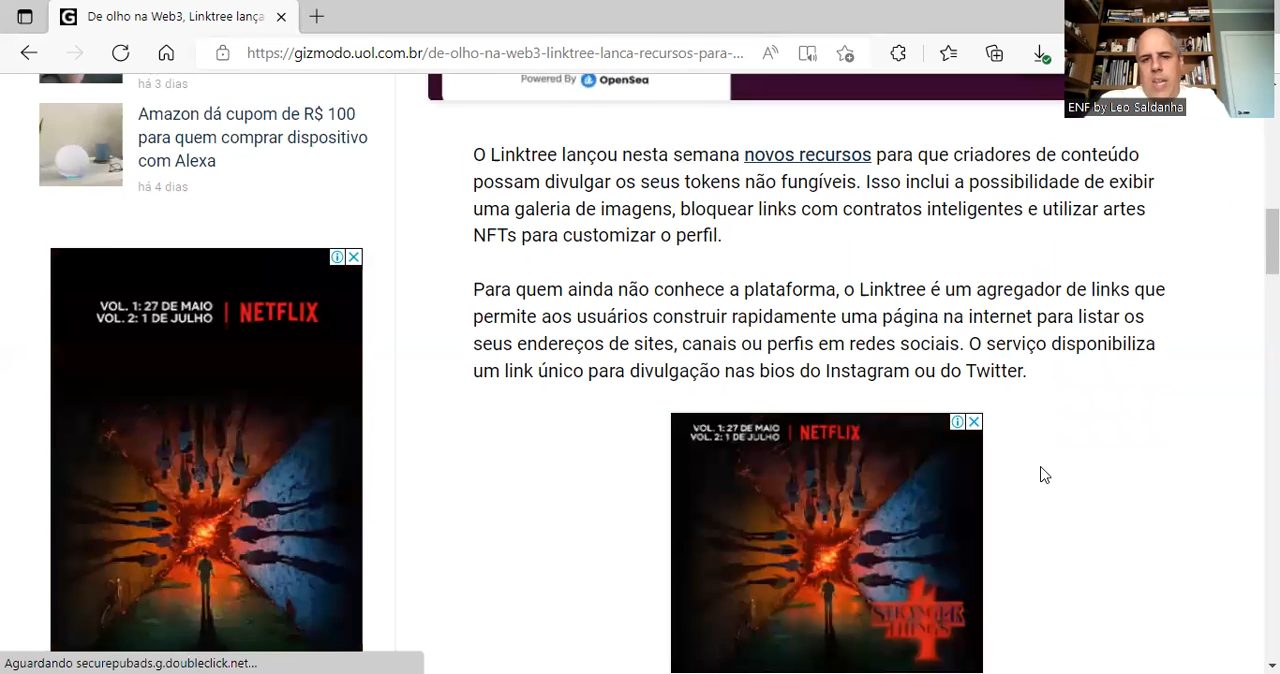 De olho na Web3, Linktree lança
https://gizmodo.uol.com.br/de-olho-na-web3-linktree-lanca-recursos-para-...
ENF by Leo Saldanha
há 3 dias
Amazon dá cupom de R$ 100
para quem comprar dispositivo
com Alexa
há 4 dias
Powered By OpenSea
O Linktree lançou nesta semana novos recursos para que criadores de conteúdo
possam divulgar os seus tokens não fungíveis. Isso inclui a possibilidade de exibir
uma galeria de imagens, bloquear links com contratos inteligentes e utilizar artes
NFTs para customizar o perfil.
Para quem ainda não conhece a plataforma, o Linktree é um agregador de links que
permite aos usuários construir rapidamente uma página na internet para listar os
seus endereços de sites, canais ou perfis em redes sociais. O serviço disponibiliza
um link único para divulgação nas bios do Instagram ou do Twitter.
VOL. 1: 27 DE MAIO
VOL. 2: 1 DE JULHO
NETFLIX
VOL. 1: 27 DE MAIO
VOL. 2: 1 DE JULHO
NETFLIX
STRANGER
THINGS
4
Aguardando securepubads.g.doubleclick.net...